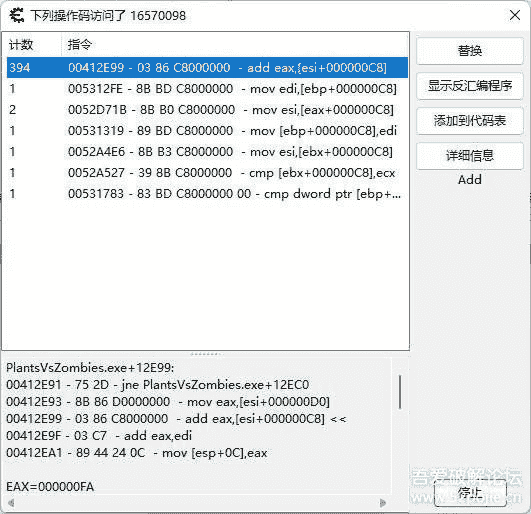 下列操作码访问了 16570098
计数 指令
394 00412E99 - 03 86 C8000000 - add eax,[esi+000000C8]
1 005312FE - 8B BD C8000000 - mov edi,[ebp+000000C8]
2 0052D71B - 8B B0 C8000000 - mov esi,[eax+000000C8]
1 00531319 - 89 BD C8000000 - mov [ebp+000000C8],edi
1 0052A4E6 - 8B B3 C8000000 - mov esi,[ebx+000000C8]
1 0052A527 - 39 8B C8000000 - cmp [ebx+000000C8],ecx
1 00531783 - 83 BD C8000000 00 - cmp dword ptr [ebp+...
替换
显示反汇编程序
添加到代码表
详细信息
Add
PlantsVsZombies.exe+12E99:
00412E91 - 75 2D - jne PlantsVsZombies.exe+12EC0
00412E93 - 8B 86 D0000000 - mov eax,[esi+000000D0]
00412E99 - 03 86 C8000000 - add eax,[esi+000000C8] <<
00412E9F - 03 C7 - add eax,edi
00412EA1 - 89 44 24 0C - mov [esp+0C],eax
EAX=000000FA
吾爱破解论坛
停止